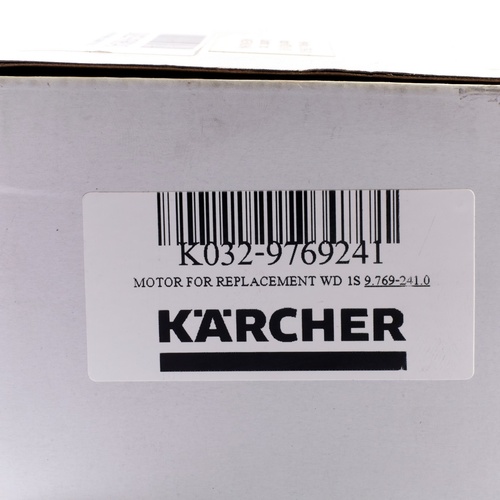 K032-9769241
MOTOR FOR REPLACEMENT WD 1S 9.769-241.0
KÄRCHER